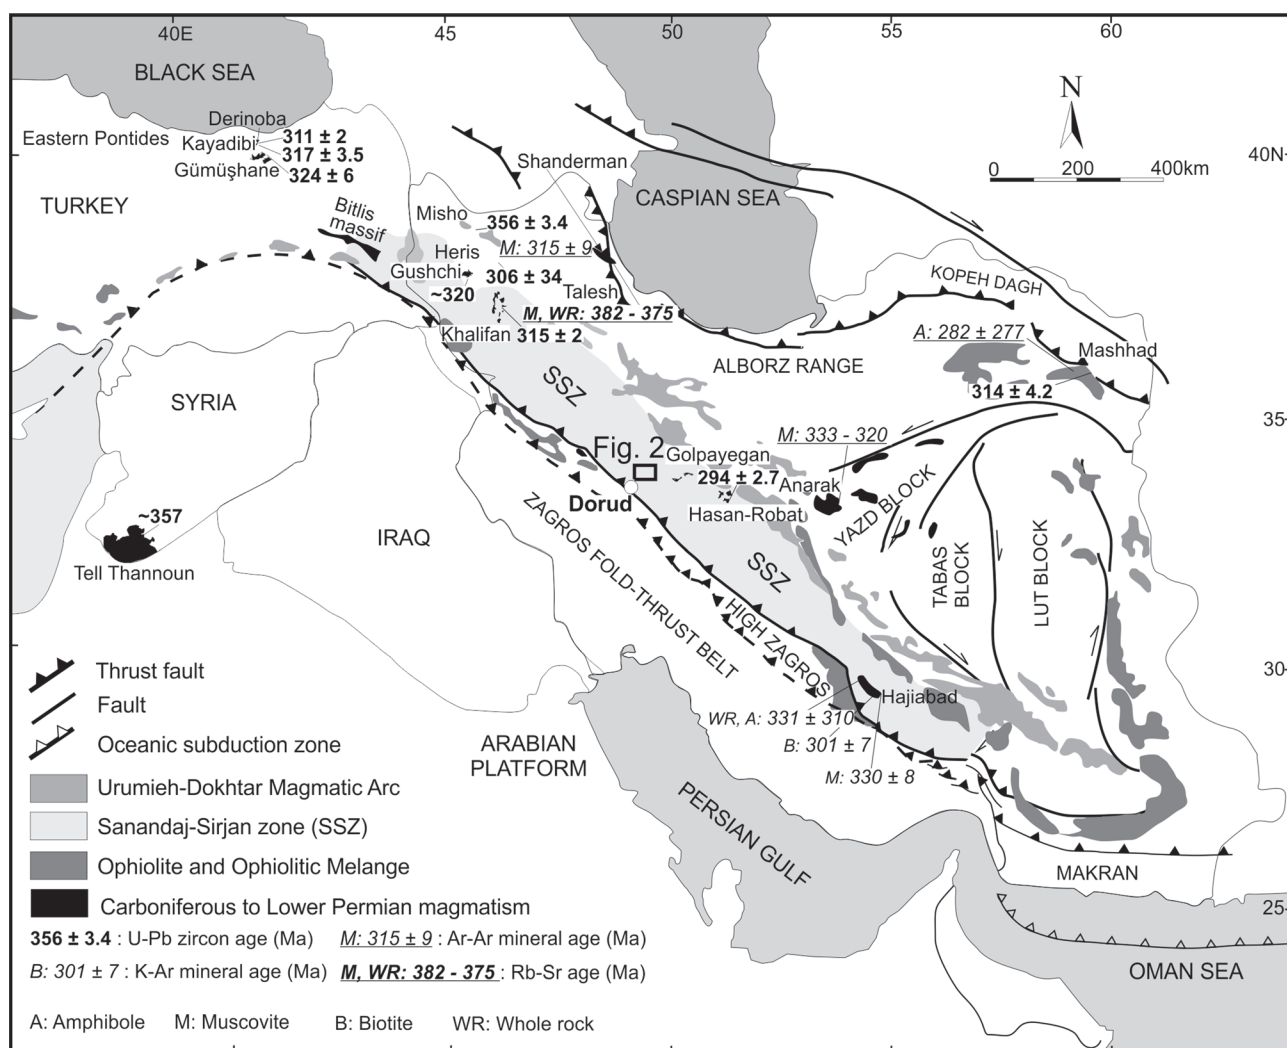 40E
45
50
55
60
BLACK SEA
N
Derinoba
Eastern Pontides
Kayadibi
311 ± 2
317 ± 3.5
Gümüşhane
324 ± 6
Shanderman
0 200 400km
40N
CASPIAN SEA
TURKEY
Bitlis
massif
Misho
356 ± 3.4
Heris
M: 315 ± 9
Gushchi
306 ± 34
~320
Talesh
M, WR: 382 - 375
Khalifan
315 ± 2
KOPEH DAGH
A: 282 ± 277
Mashhad
ALBORZ RANGE
314 ± 4.2
SYRIA
SSZ
35
M: 333 - 320
Fig. 2
Golpayegan
294 ± 2.7
Anarak
Dorud
Hasan-Robat
YAZD BLOCK
~357
IRAQ
Tell Thannoun
ZAGROS FOLD-THRUST BELT
SSZ
TABAS
BLOCK
LUT BLOCK
HIGH ZAGROS
30
Hajiabad
WR, A: 331 ± 310
B: 301 ± 7
M: 330 ± 8
ARABIAN
PLATFORM
PERSIAN GULF
MAKRAN
25
OMAN SEA
Thrust fault
Fault
Oceanic subduction zone
Urumieh-Dokhtar Magmatic Arc
Sanandaj-Sirjan zone (SSZ)
Ophiolite and Ophiolitic Melange
Carboniferous to Lower Permian magmatism
356 ± 3.4 : U-Pb zircon age (Ma) M: 315 ± 9 : Ar-Ar mineral age (Ma)
B: 301 ± 7 : K-Ar mineral age (Ma) M, WR: 382 - 375 : Rb-Sr age (Ma)
A: Amphibole M: Muscovite B: Biotite WR: Whole rock